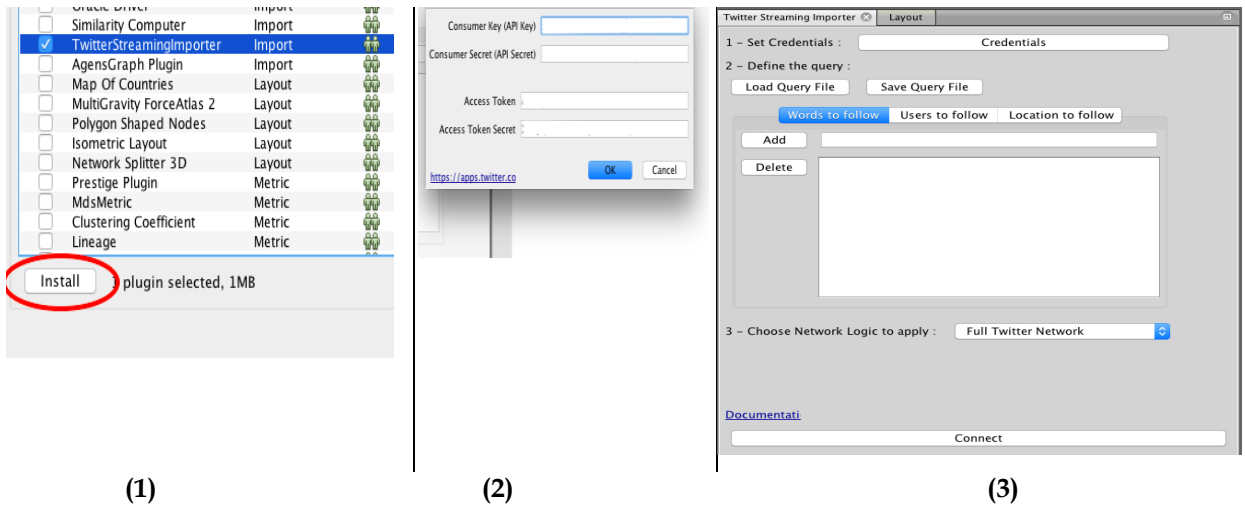 Oracle Driver Import
Similarity Computer Import
TwitterStreamingImporter Import
AgensGraph Plugin Import
Map Of Countries Layout
MultiGravity ForceAtlas 2 Layout
Polygon Shaped Nodes Layout
Isometric Layout Layout
Network Splitter 3D Layout
Prestige Plugin Metric
MdsMetric Metric
Clustering Coefficient Metric
Lineage Metric
Install plugin selected, 1MB
(1)
Consumer Key (API Key)
Consumer Secret (API Secret)
Access Token
Access Token Secret
https://apps.twitter.co
OK Cancel
(2)
Twitter Streaming Importer Layout
1 - Set Credentials : Credentials
2 - Define the query :
Load Query File Save Query File
Words to follow Users to follow Location to follow
Add
Delete
3 - Choose Network Logic to apply : Full Twitter Network
Documentati
Connect
(3)